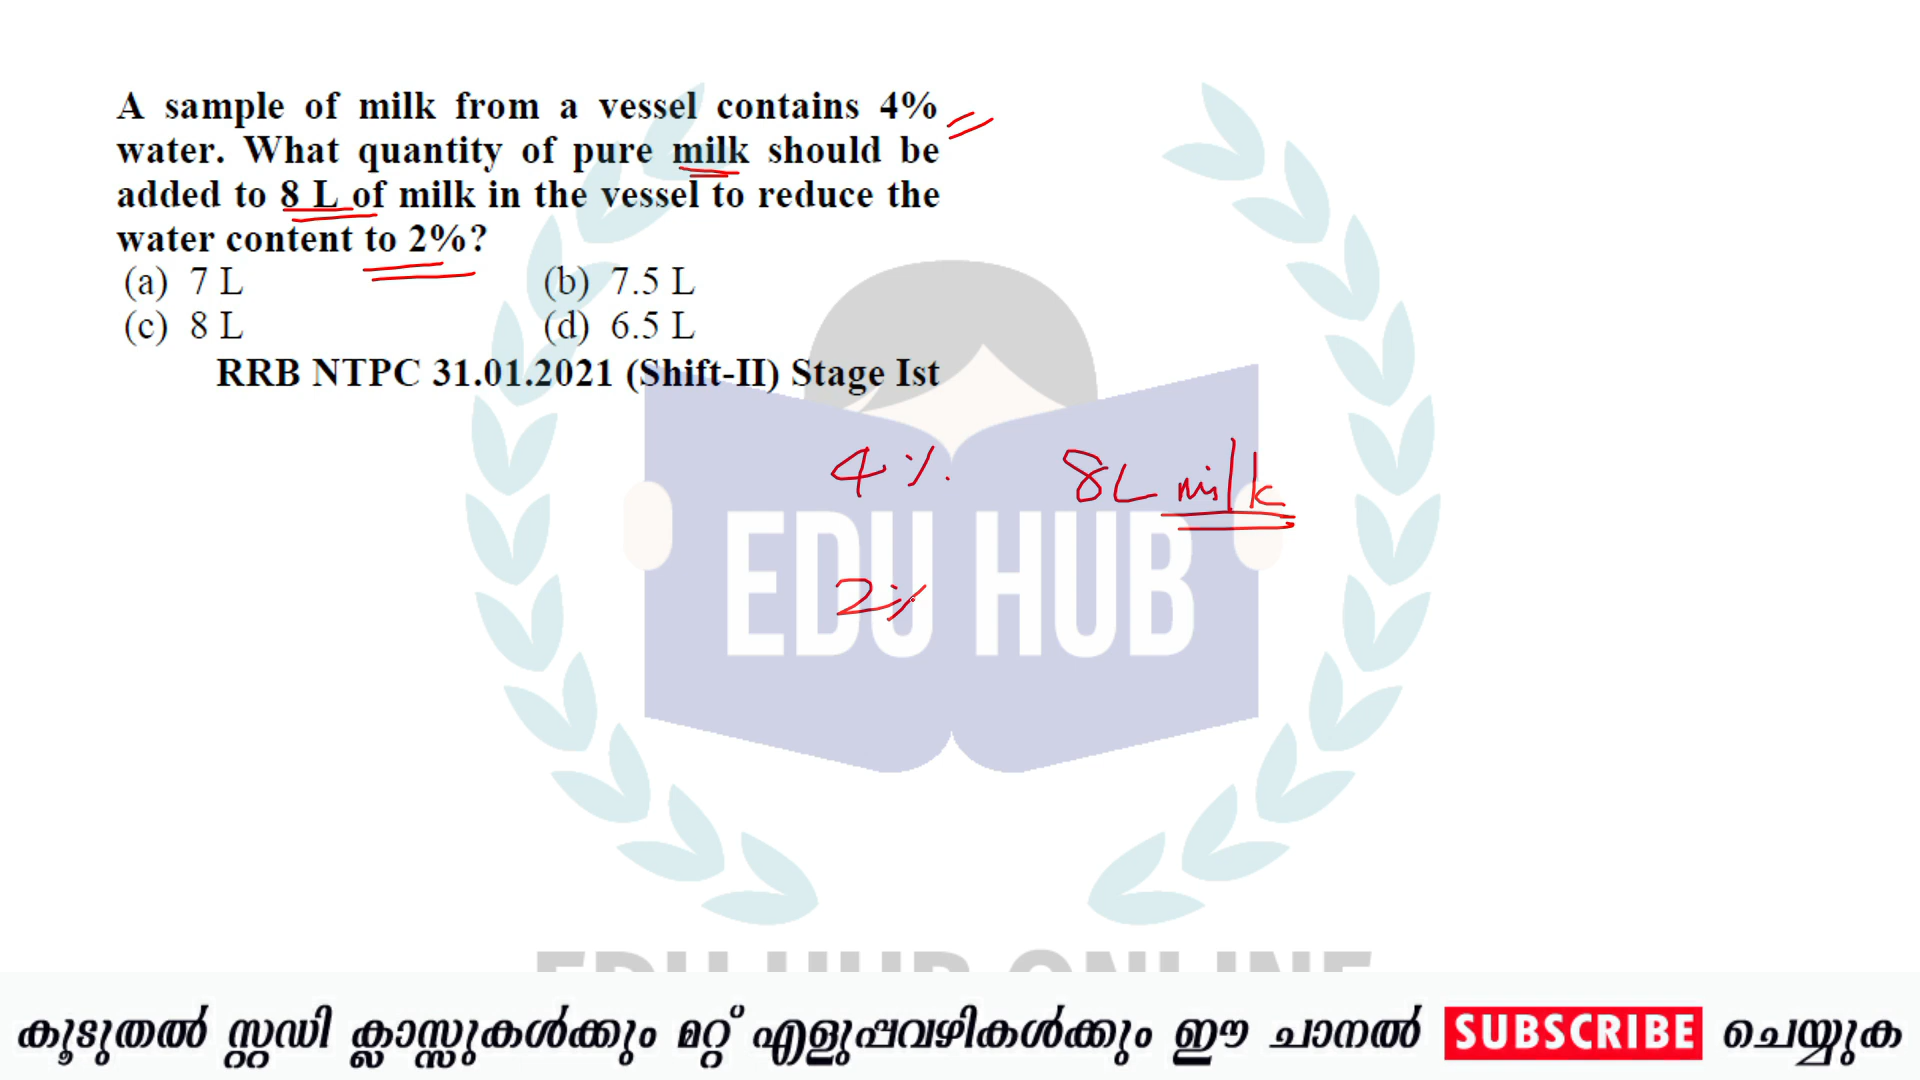 A sample of milk from a vessel contains 4%
water. What quantity of pure milk should be
added to 8 L of milk in the vessel to reduce the
water content to 2%?
(a) 7 L (b) 7.5 L
(c) 8 L (d) 6.5 L
RRB NTPC 31.01.2021 (Shift-II) Stage Ist
4% 8L milk
EDU HUB
2%
EDU HUB ONLINE
കൂടുതൽ സ്റ്റഡി ക്ലാസ്സുകൾക്കും മറ്റ് എളുപ്പവഴികൾക്കും ഈ ചാനൽ SUBSCRIBE ചെയ്യുക